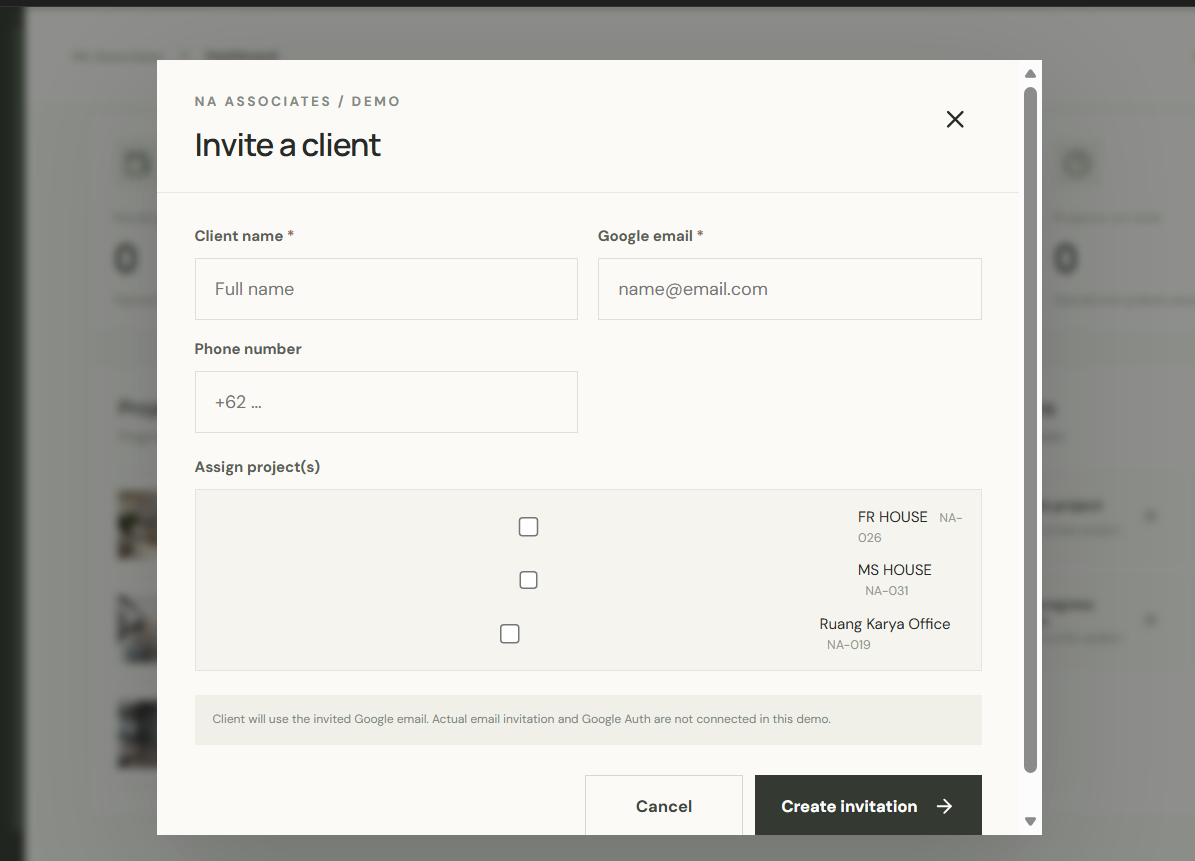 NA ASSOCIATES / DEMO
Invite a client
Client name * Google email *
Full name name@email.com
Phone number
+62 ...
Assign project(s)
FR HOUSE NA-
026
MS HOUSE
NA-031
Ruang Karya Office
NA-019
Client will use the invited Google email. Actual email invitation and Google Auth are not connected in this demo.
Cancel Create invitation →
0 0